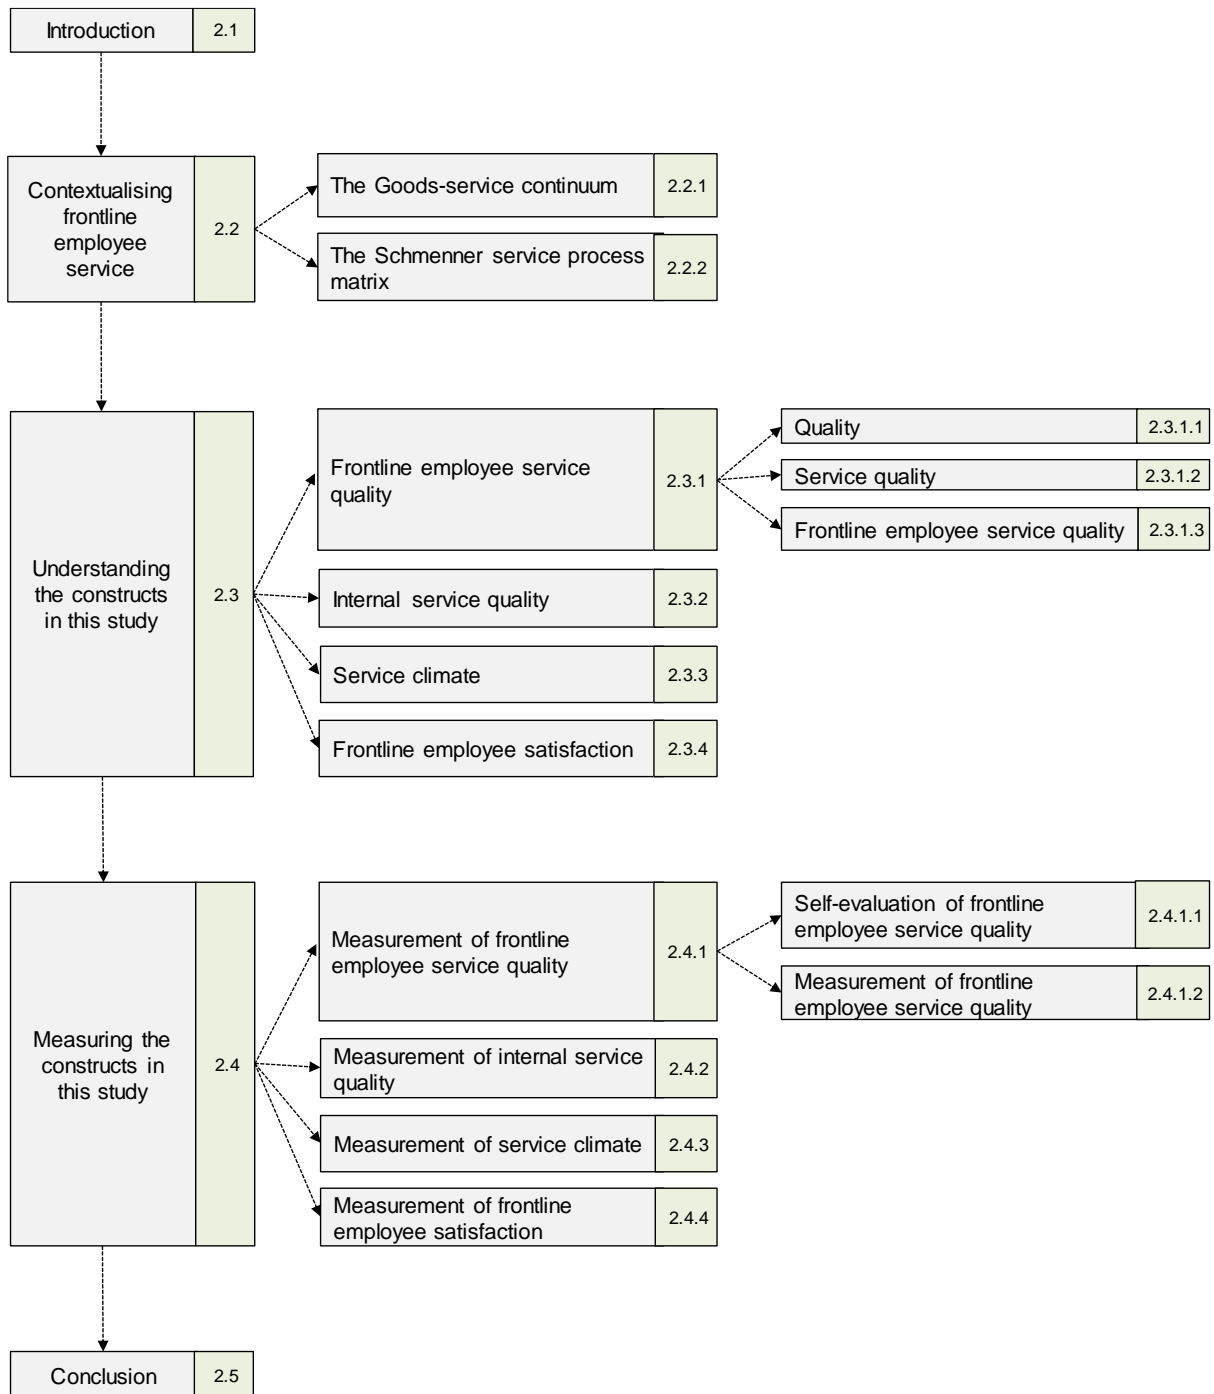 Introduction 2.1
Contextualising
frontline
employee
service
2.2
The Goods-service continuum 2.2.1
The Schmenner service process
matrix
2.2.2
Understanding
the constructs
in this study
2.3
Frontline employee service
quality
2.3.1
Quality 2.3.1.1
Service quality 2.3.1.2
Frontline employee service quality 2.3.1.3
Internal service quality 2.3.2
Service climate 2.3.3
Frontline employee satisfaction 2.3.4
Measuring the
constructs in
this study
2.4
Measurement of frontline
employee service quality
2.4.1
Self-evaluation of frontline
employee service quality
2.4.1.1
Measurement of frontline
employee service quality
2.4.1.2
Measurement of internal service
quality
2.4.2
Measurement of service climate 2.4.3
Measurement of frontline
employee satisfaction
2.4.4
Conclusion 2.5